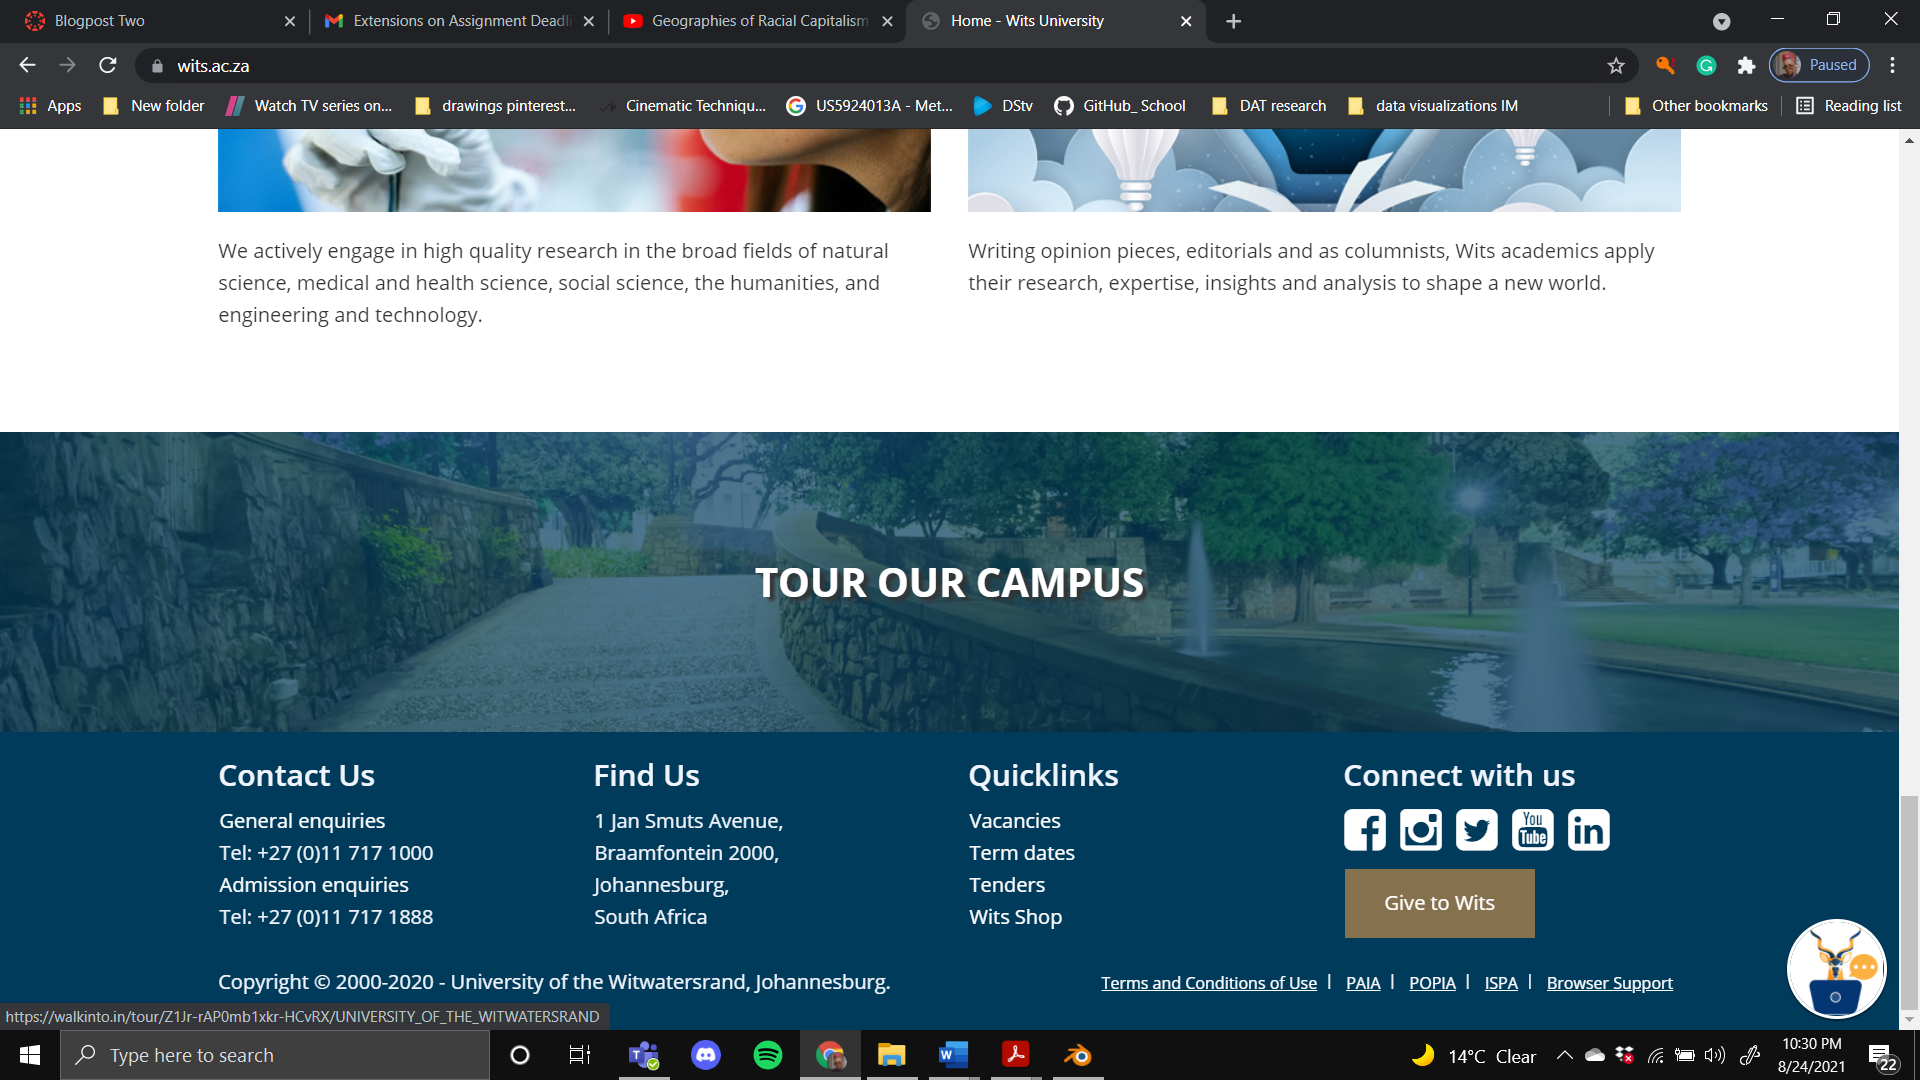 Blogpost Two
Extensions on Assignment Deadli
Geographies of Racial Capitalism
Home - Wits University
wits.ac.za
Paused
Apps
New folder
Watch TV series on...
drawings pinterest...
Cinematic Techniqu...
US5924013A - Met...
DStv
GitHub_ School
DAT research
data visualizations IM
Other bookmarks
Reading list
We actively engage in high quality research in the broad fields of natural
science, medical and health science, social science, the humanities, and
engineering and technology.
Writing opinion pieces, editorials and as columnists, Wits academics apply
their research, expertise, insights and analysis to shape a new world.
TOUR OUR CAMPUS
Contact Us
General enquiries
Tel: +27 (0)11 717 1000
Admission enquiries
Tel: +27 (0)11 717 1888
Find Us
1 Jan Smuts Avenue,
Braamfontein 2000,
Johannesburg,
South Africa
Quicklinks
Vacancies
Term dates
Tenders
Wits Shop
Connect with us
You
Tube
in
Give to Wits
Copyright © 2000-2020 - University of the Witwatersrand, Johannesburg.
Terms and Conditions of Use | PAIA | POPIA | ISPA | Browser Support
https://walkinto.in/tour/Z1Jr-rAP0mb1xkr-HCvRX/UNIVERSITY_OF_THE_WITWATERSRAND
Type here to search
14°C Clear
10:30 PM
8/24/2021
22